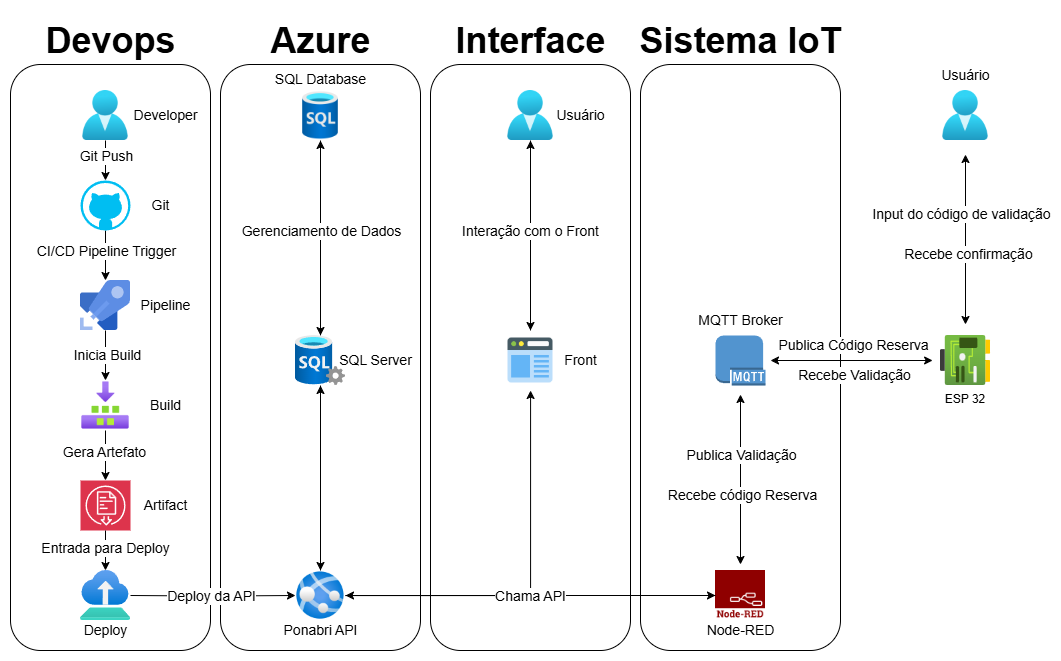 Devops
Azure
Interface
Sistema IoT
Developer
Git Push
Git
CI/CD Pipeline Trigger
Pipeline
Inicia Build
Build
Gera Artefato
Artifact
Entrada para Deploy
Deploy
Deploy da API
SQL Database
SQL
Gerenciamento de Dados
SQL
SQL Server
Ponabri API
Usuário
Interação com o Front
Front
Chama API
MQTT Broker
MQTT
Publica Validação
Recebe código Reserva
Node-RED
Node-RED
Publica Código Reserva
Recebe Validação
Usuário
Input do código de validação
Recebe confirmação
ESP 32